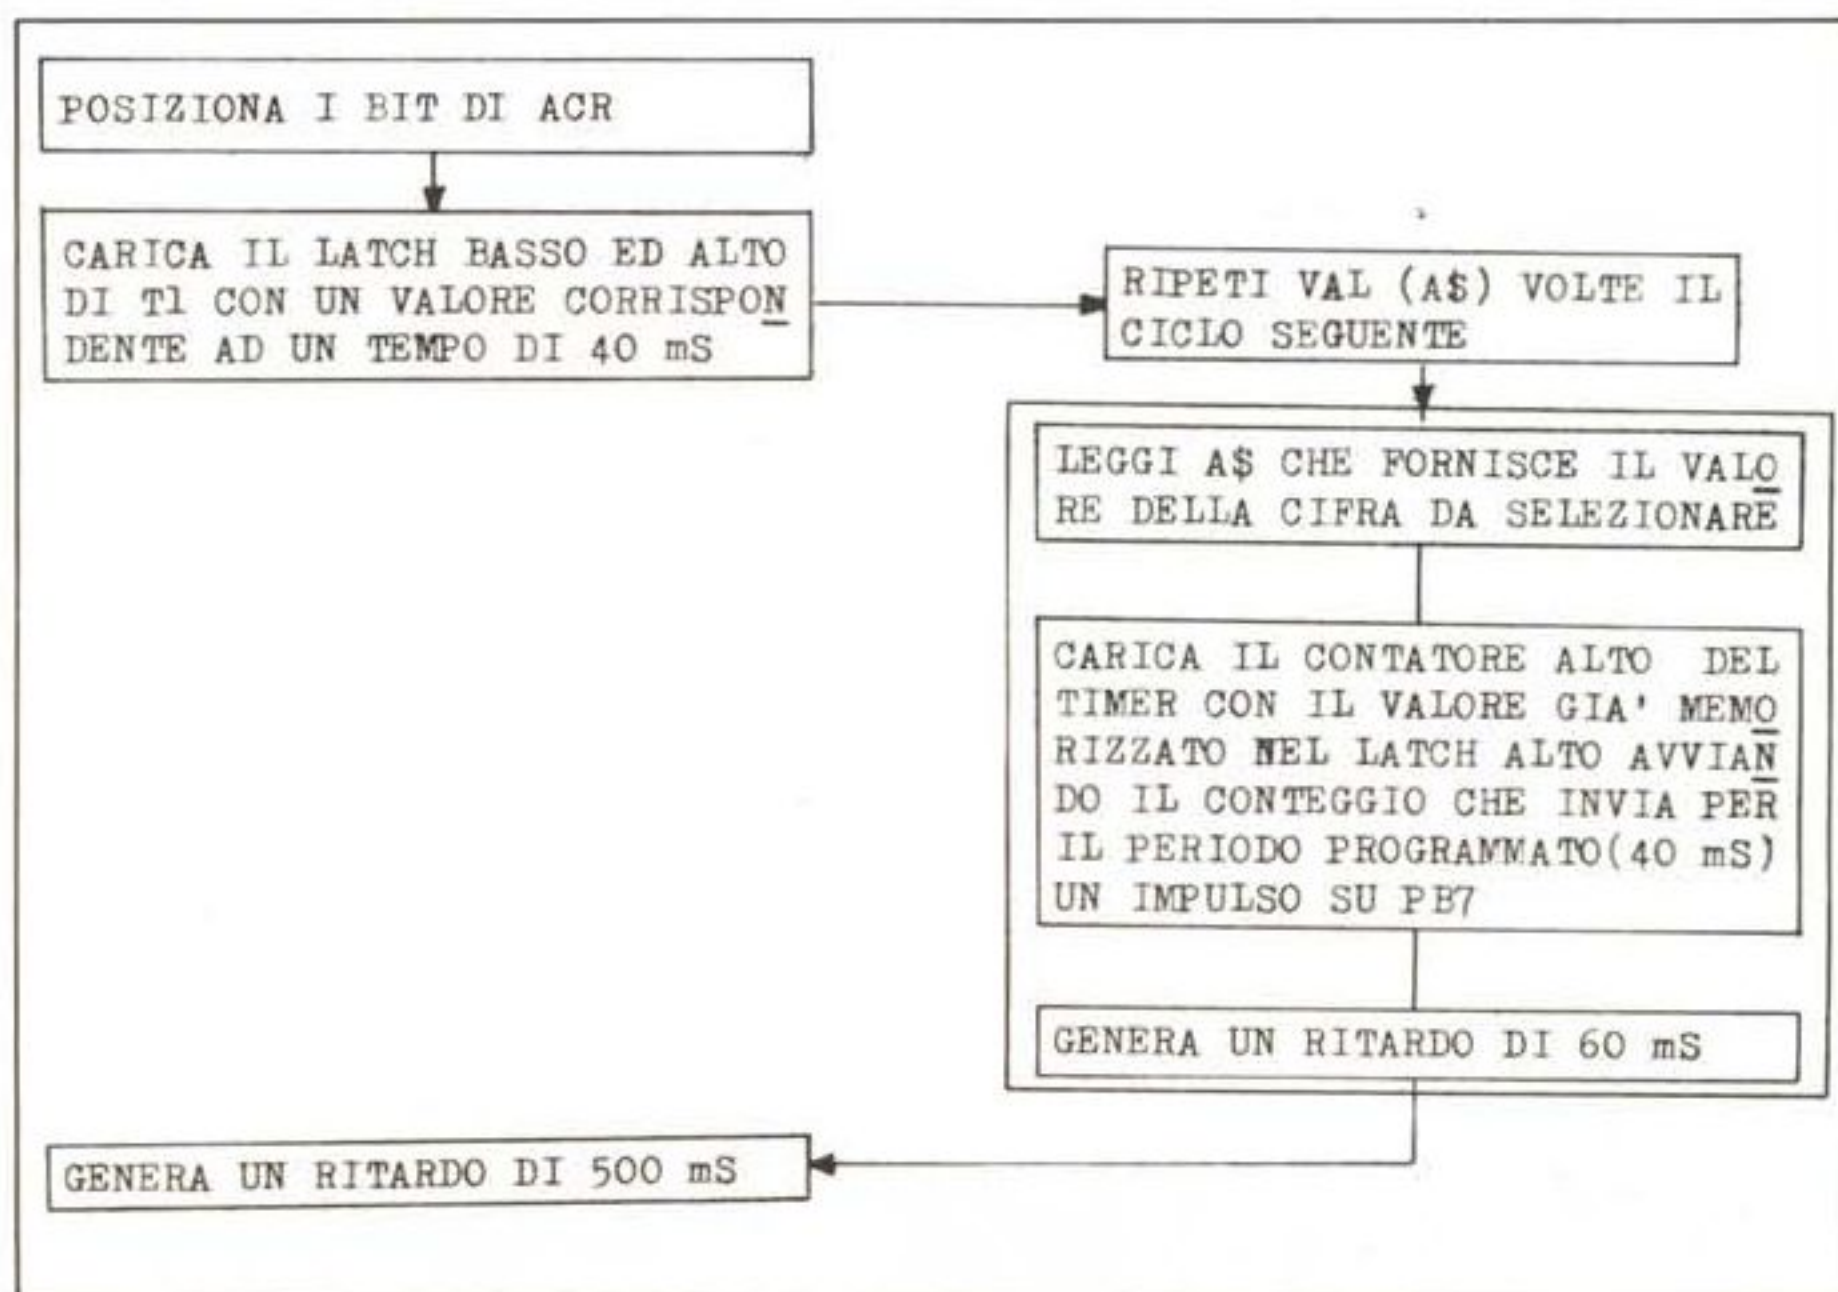 POSIZIONA I BIT DI ACR
CARICA IL LATCH BASSO ED ALTO
DI T1 CON UN VALORE CORRISPON
DENTE AD UN TEMPO DI 40 mS
RIPETI VAL (A$) VOLTE IL
CICLO SEGUENTE
LEGGI A$ CHE FORNISCE IL VALO
RE DELLA CIFRA DA SELEZIONARE
CARICA IL CONTATORE ALTO DEL
TIMER CON IL VALORE GIA' MEMO
RIZZATO NEL LATCH ALTO AVVIAN
DO IL CONTEGGIO CHE INVIA PER
IL PERIODO PROGRAMMATO(40 mS)
UN IMPULSO SU PB7
GENERA UN RITARDO DI 60 mS
GENERA UN RITARDO DI 500 mS